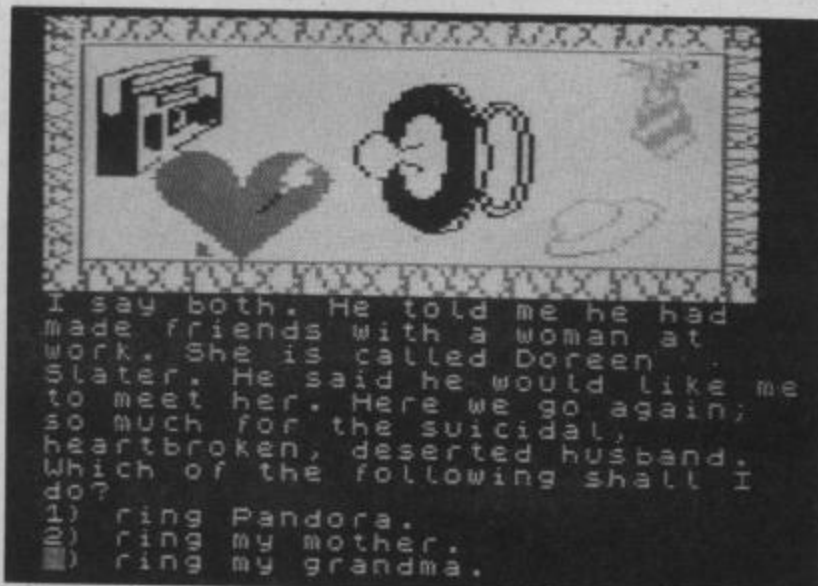 I say both. He told me he had
made friends with a woman at
work. She is called Doreen
Slater. He said he would like me
to meet her. Here we go again;
so much for the suicidal,
heartbroken, deserted husband.
Which of the following shall I
do?
1) ring Pandora.
2) ring my mother.
) ring my grandma.